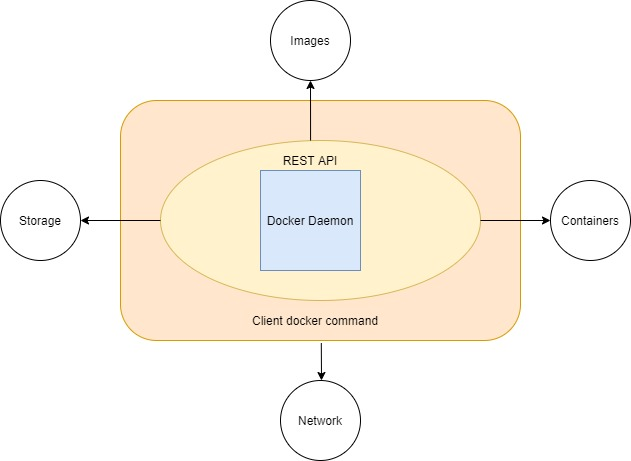 Images
REST API
Storage
Docker Daemon
Containers
Client docker command
Network